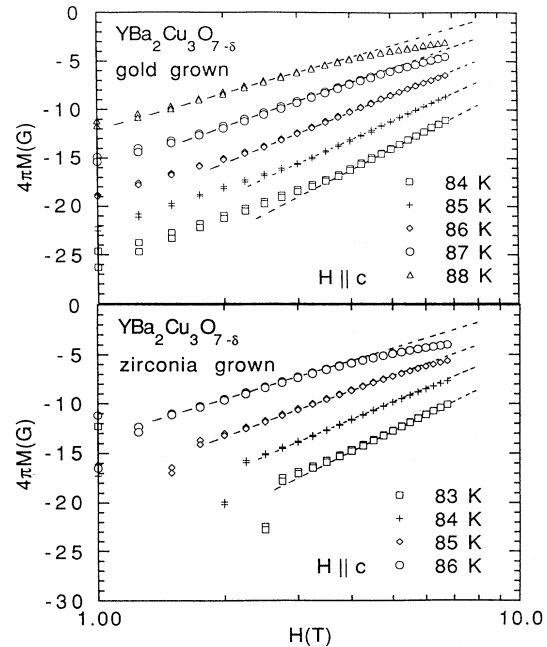 0
-5
-10
-15
-20
-25
4πM(G)
YBa2Cu3O7-δ
gold grown
□ 84 K
+ 85 K
◇ 86 K
○ 87 K
△ 88 K
H || c
0
-5
-10
-15
-20
-25
-30
4πM(G)
YBa2Cu3O7-δ
zirconia grown
□ 83 K
+ 84 K
◇ 85 K
○ 86 K
H || c
1.00
10.0
H(T)